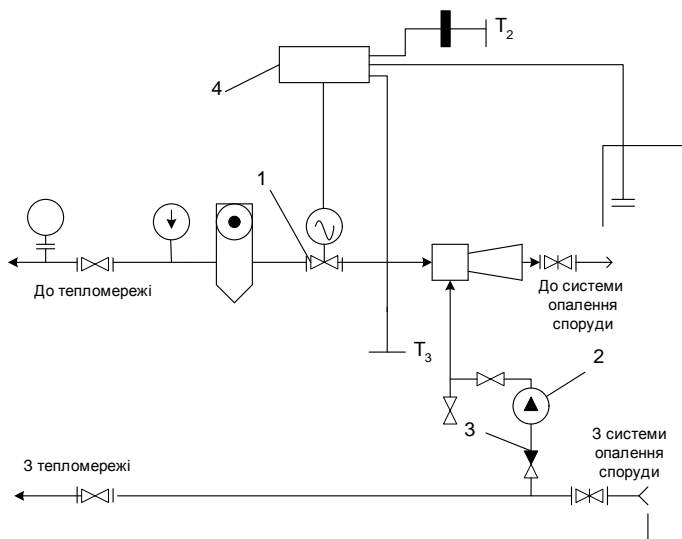 T2
4
1
До тепломережі
До системи
опалення
споруди
T3
2
3
З системи
опалення
споруди
З тепломережі